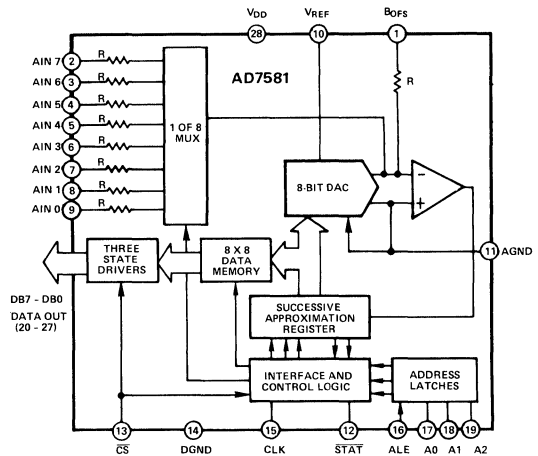 VDD
VREF
BOFS
28
10
1
AIN 7 2 R
AIN 6 3 R
AIN 5 4 R
AIN 4 5 R
AIN 3 6 R
AIN 2 7 R
AIN 1 8 R
AIN 0 9 R
1 OF 8
MUX
AD7581
R
8-BIT DAC
−
+
11 AGND
THREE
STATE
DRIVERS
8 X 8
DATA
MEMORY
DB7 - DB0
DATA OUT
(20 - 27)
SUCCESSIVE
APPROXIMATION
REGISTER
INTERFACE AND
CONTROL LOGIC
ADDRESS
LATCHES
13 14 15 12 16 17 18 19
C̅S̅ DGND CLK S̅T̅A̅T̅ ALE A0 A1 A2